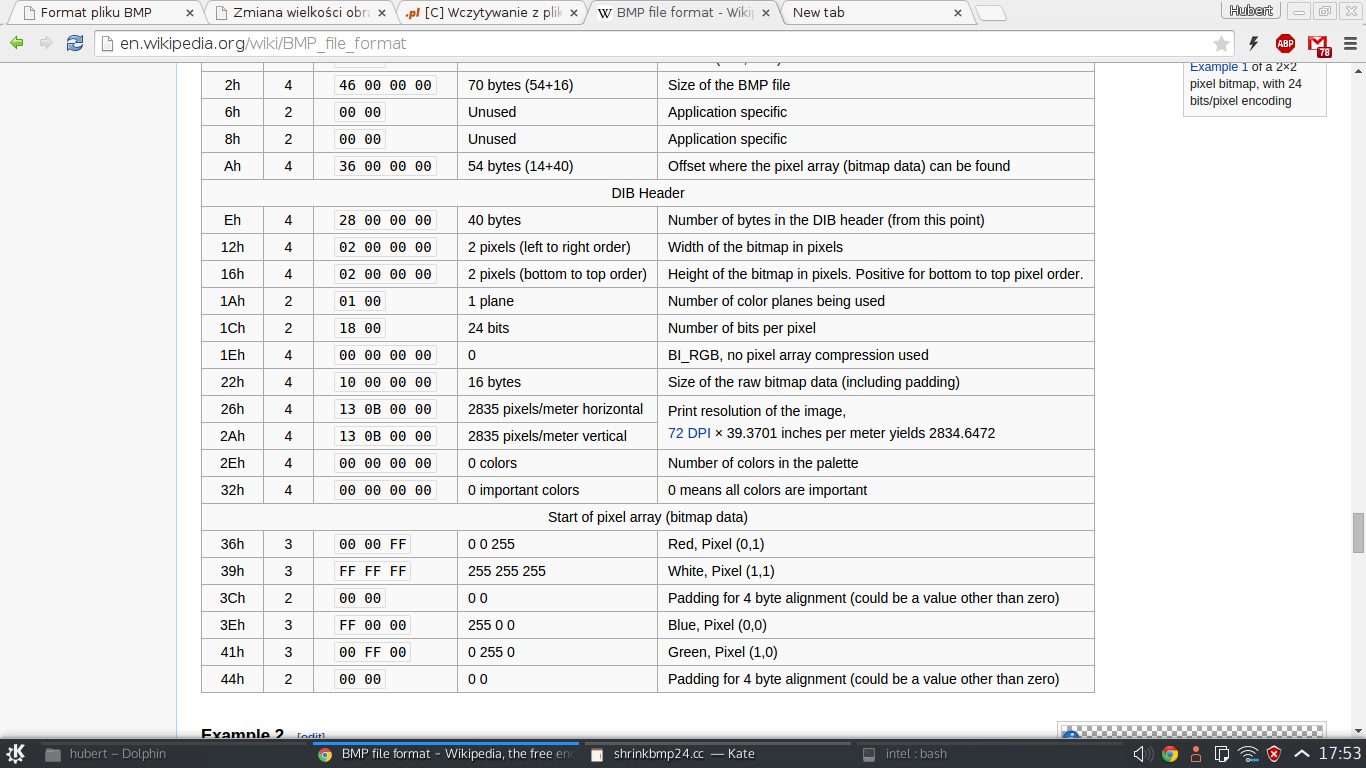 Format pliku BMP
Zmiana wielkości obr
.pl [C] Wczytywanie z plik
W BMP file format - Wiki
New tab
Hubert
en.wikipedia.org/wiki/BMP_file_format
ABP
78
2h 4 46 00 00 00 70 bytes (54+16) Size of the BMP file
6h 2 00 00 Unused Application specific
8h 2 00 00 Unused Application specific
Ah 4 36 00 00 00 54 bytes (14+40) Offset where the pixel array (bitmap data) can be found
DIB Header
Eh 4 28 00 00 00 40 bytes Number of bytes in the DIB header (from this point)
12h 4 02 00 00 00 2 pixels (left to right order) Width of the bitmap in pixels
16h 4 02 00 00 00 2 pixels (bottom to top order) Height of the bitmap in pixels. Positive for bottom to top pixel order.
1Ah 2 01 00 1 plane Number of color planes being used
1Ch 2 18 00 24 bits Number of bits per pixel
1Eh 4 00 00 00 00 0 BI_RGB, no pixel array compression used
22h 4 10 00 00 00 16 bytes Size of the raw bitmap data (including padding)
26h 4 13 0B 00 00 2835 pixels/meter horizontal Print resolution of the image,
72 DPI × 39.3701 inches per meter yields 2834.6472
2Ah 4 13 0B 00 00 2835 pixels/meter vertical
2Eh 4 00 00 00 00 0 colors Number of colors in the palette
32h 4 00 00 00 00 0 important colors 0 means all colors are important
Start of pixel array (bitmap data)
36h 3 00 00 FF 0 0 255 Red, Pixel (0,1)
39h 3 FF FF FF 255 255 255 White, Pixel (1,1)
3Ch 2 00 00 0 0 Padding for 4 byte alignment (could be a value other than zero)
3Eh 3 FF 00 00 255 0 0 Blue, Pixel (0,0)
41h 3 00 FF 00 0 255 0 Green, Pixel (1,0)
44h 2 00 00 0 0 Padding for 4 byte alignment (could be a value other than zero)
Example 1 of a 2×2
pixel bitmap, with 24
bits/pixel encoding
Example 2 [edit]
hubert – Dolphin
BMP file format - Wikipedia, the free en
shrinkbmp24.cc — Kate
intel : bash
17:53